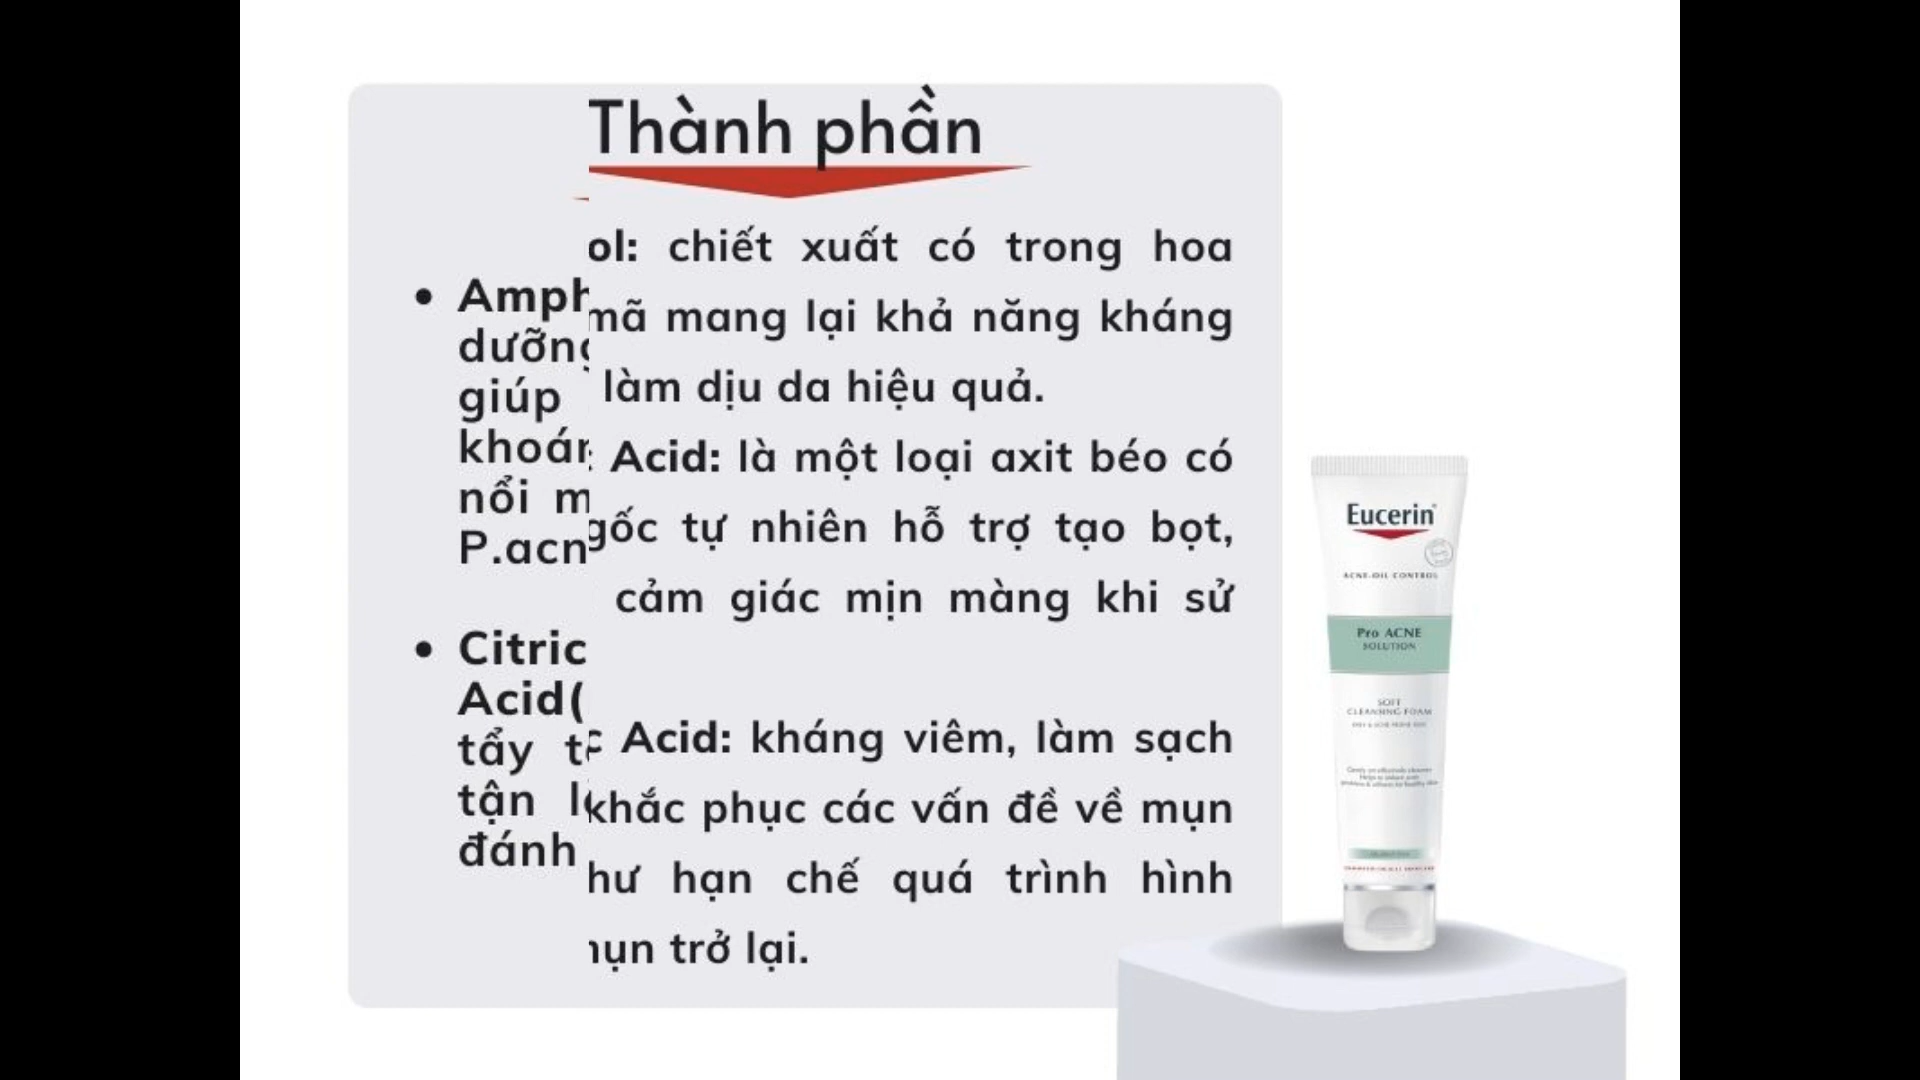 Thành phần
Amph
dưỡng
giúp
khoán
nổi m
P.acn
Citric
Acid(
tẩy
tận
đánh
ol: chiết xuất có trong hoa
mã mang lại khả năng kháng
làm dịu da hiệu quả.
Acid: là một loại axit béo có
gốc tự nhiên hỗ trợ tạo bọt,
cảm giác mịn màng khi sử
c Acid: kháng viêm, làm sạch
khắc phục các vấn đề về mụn
hư hạn chế quá trình hình
mụn trở lại.
Eucerin
ACNE-OIL CONTROL
Pro ACNE
SOLUTION
SOFT
CLEANSING FOAM